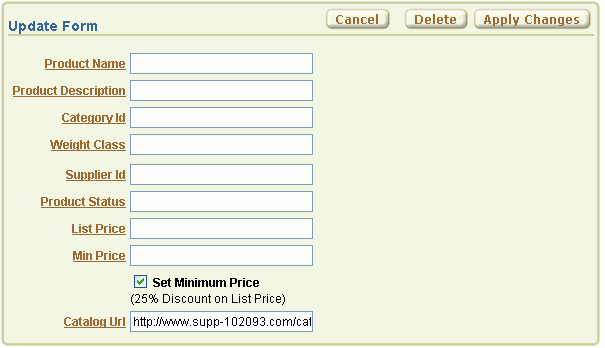 Update Form Cancel Delete Apply Changes
Product Name
Product Description
Category Id
Weight Class
Supplier Id
Product Status
List Price
Min Price
Set Minimum Price
(25% Discount on List Price)
Catalog Url http://www.supp-102093.com/cat